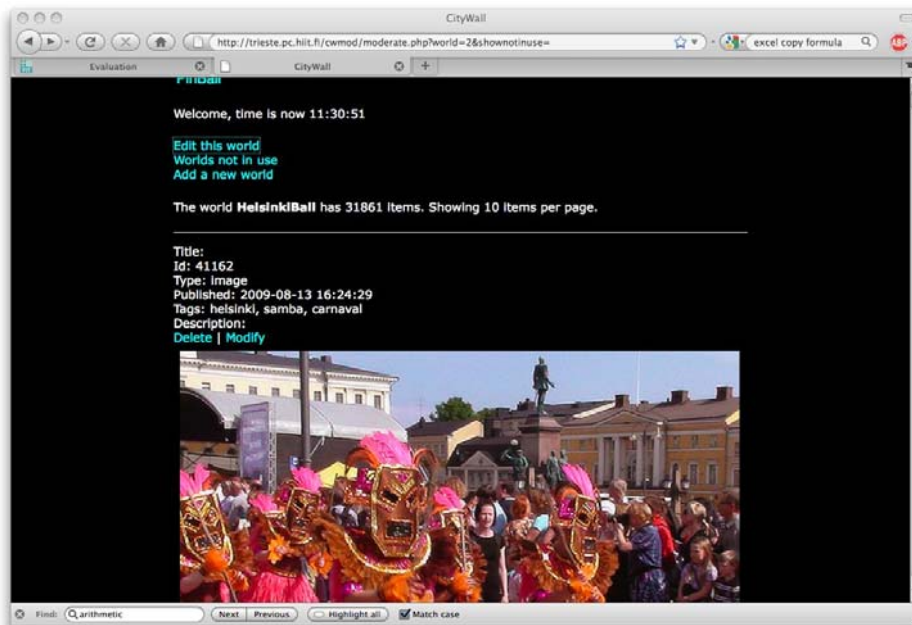 CityWall
http://trieste.pc.hiit.fi/cwmod/moderate.php?world=2&shownotinuse=
excel copy formula
ABP
Evaluation
CityWall
Pinball
Welcome, time is now 11:30:51
Edit this world
Worlds not in use
Add a new world
The world HelsinkiBall has 31861 items. Showing 10 items per page.
Title:
Id: 41162
Type: image
Published: 2009-08-13 16:24:29
Tags: helsinki, samba, carnaval
Description:
Delete | Modify
Find: arithmetic Next Previous Highlight all Match case